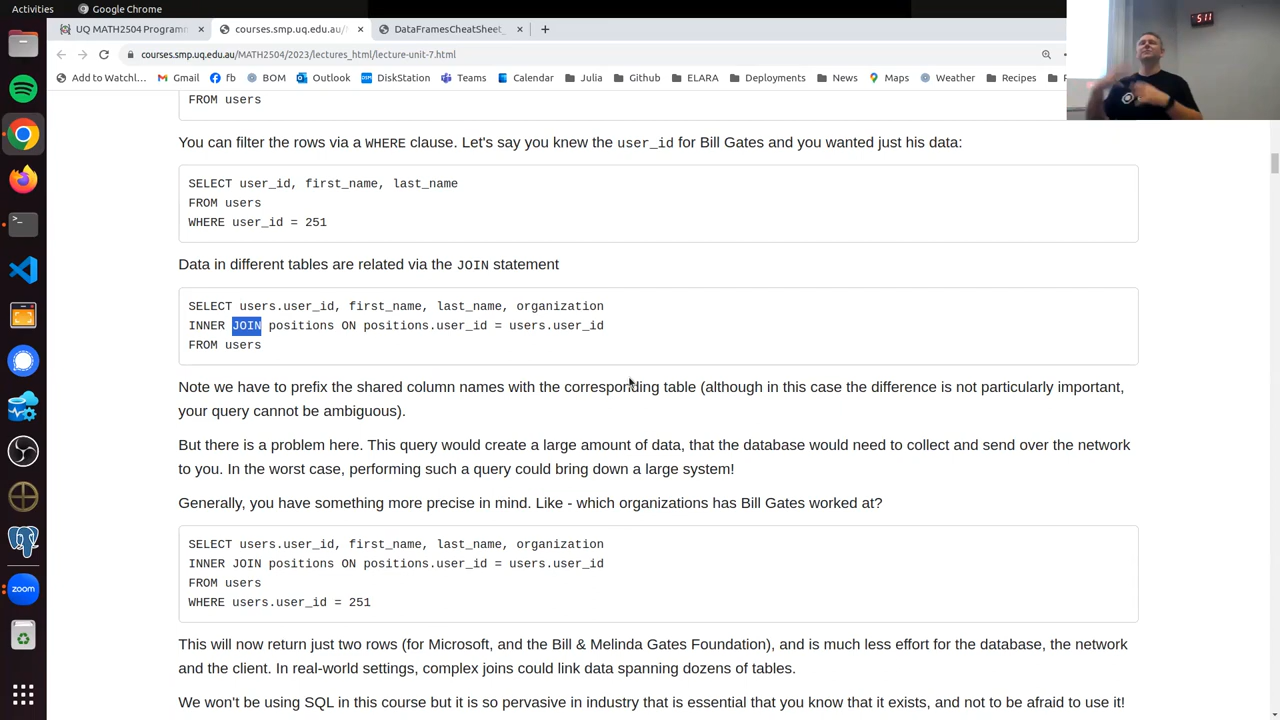 Activities
Google Chrome
UQ MATH2504 Programm
courses.smp.uq.edu.au/
DataFramesCheatSheet_
courses.smp.uq.edu.au/MATH2504/2023/lectures_html/lecture-unit-7.html
Add to Watchl…
Gmail
fb
BOM
Outlook
DiskStation
Teams
Calendar
Julia
Github
ELARA
Deployments
News
Maps
Weather
Recipes
511
FROM users
You can filter the rows via a WHERE clause. Let's say you knew the user_id for Bill Gates and you wanted just his data:
SELECT user_id, first_name, last_name
FROM users
WHERE user_id = 251
Data in different tables are related via the JOIN statement
SELECT users.user_id, first_name, last_name, organization
INNER JOIN positions ON positions.user_id = users.user_id
FROM users
Note we have to prefix the shared column names with the corresponding table (although in this case the difference is not particularly important,
your query cannot be ambiguous).
But there is a problem here. This query would create a large amount of data, that the database would need to collect and send over the network
to you. In the worst case, performing such a query could bring down a large system!
Generally, you have something more precise in mind. Like - which organizations has Bill Gates worked at?
SELECT users.user_id, first_name, last_name, organization
INNER JOIN positions ON positions.user_id = users.user_id
FROM users
WHERE users.user_id = 251
This will now return just two rows (for Microsoft, and the Bill & Melinda Gates Foundation), and is much less effort for the database, the network
and the client. In real-world settings, complex joins could link data spanning dozens of tables.
We won't be using SQL in this course but it is so pervasive in industry that is essential that you know that it exists, and not to be afraid to use it!
zoom